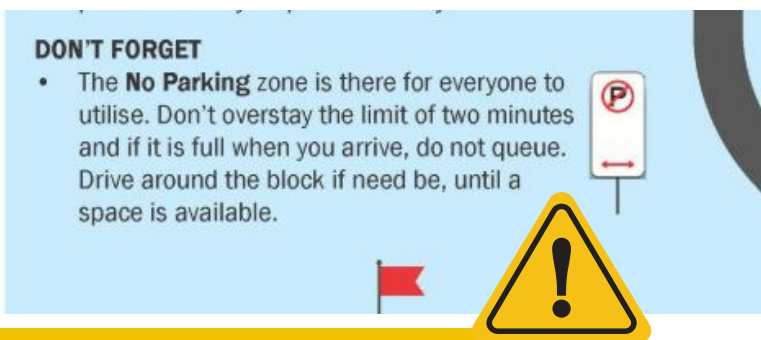 DON'T FORGET
• The No Parking zone is there for everyone to
utilise. Don't overstay the limit of two minutes
and if it is full when you arrive, do not queue.
Drive around the block if need be, until a
space is available.
P
!